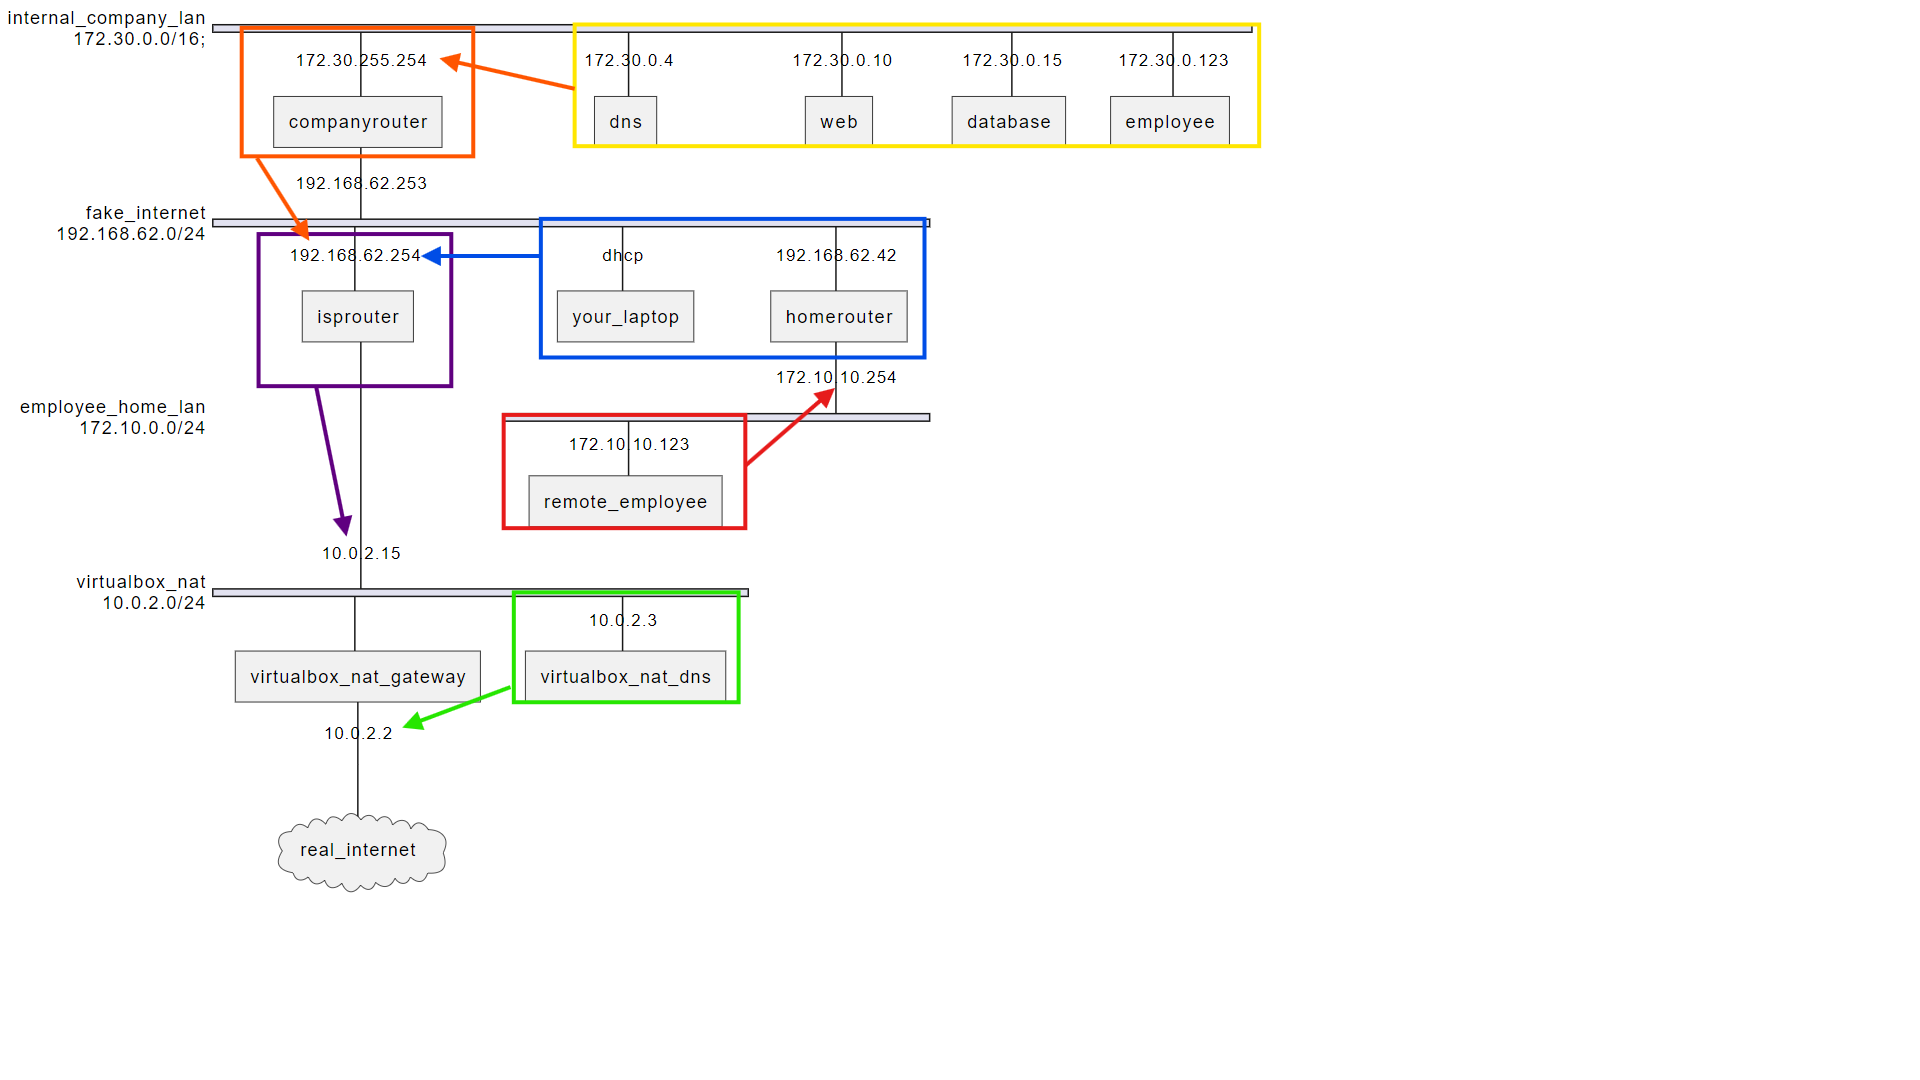 internal_company_lan
172.30.0.0/16;
172.30.255.254
172.30.0.4
172.30.0.10
172.30.0.15
172.30.0.123
companyrouter
dns
web
database
employee
192.168.62.253
fake_internet
192.168.62.0/24
192.168.62.254
dhcp
192.168.62.42
isprouter
your_laptop
homerouter
172.10.10.254
employee_home_lan
172.10.0.0/24
172.10.10.123
remote_employee
10.0.2.15
virtualbox_nat
10.0.2.0/24
10.0.2.3
virtualbox_nat_gateway
virtualbox_nat_dns
10.0.2.2
real_internet